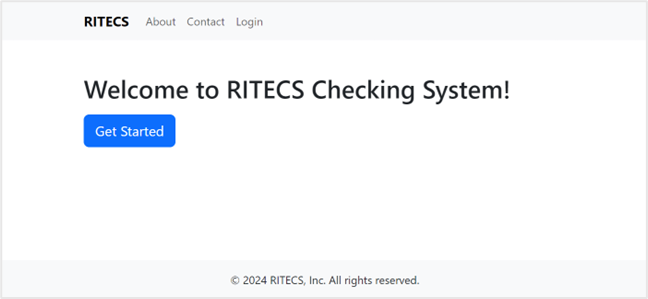 RITECS About Contact Login
Welcome to RITECS Checking System!
Get Started
© 2024 RITECS, Inc. All rights reserved.